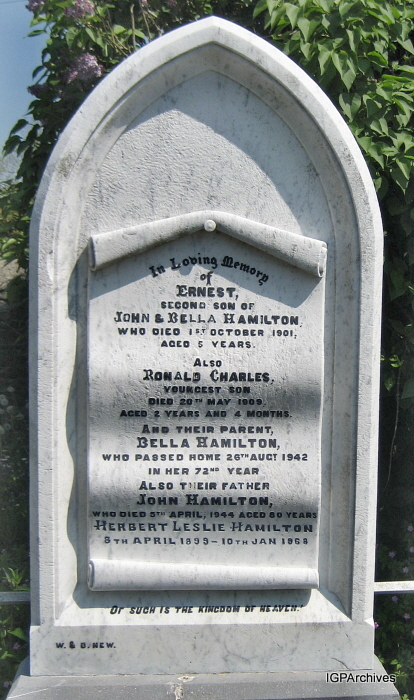 In Loving Memory
of
ERNEST,
SECOND SON OF
JOHN & BELLA HAMILTON
WHO DIED 1ST OCTOBER 1901,
AGED 5 YEARS.
ALSO
RONALD CHARLES,
YOUNGEST SON
DIED 20TH MAY 1909,
AGED 2 YEARS AND 4 MONTHS.
AND THEIR PARENT,
BELLA HAMILTON,
WHO PASSED HOME 26TH AUGT 1942
IN HER 72ND YEAR
ALSO THEIR FATHER
JOHN HAMILTON,
WHO DIED 5TH APRIL, 1944 AGED 80 YEARS
HERBERT LESLIE HAMILTON
8TH APRIL 1899 - 10TH JAN 1968
"OF SUCH IS THE KINGDOM OF HEAVEN."
W. & D. NEW.
IGPArchives